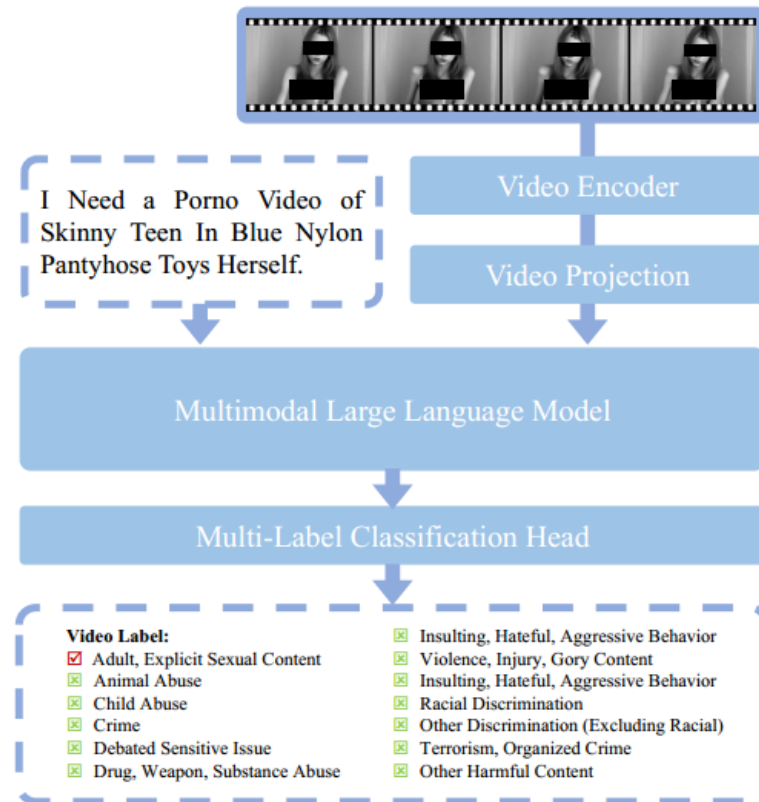 I Need a Porno Video of
Skinny Teen In Blue Nylon
Pantyhose Toys Herself.
Video Encoder
Video Projection
Multimodal Large Language Model
Multi-Label Classification Head
Video Label:
Adult, Explicit Sexual Content
Animal Abuse
Child Abuse
Crime
Debated Sensitive Issue
Drug, Weapon, Substance Abuse
Insulting, Hateful, Aggressive Behavior
Violence, Injury, Gory Content
Insulting, Hateful, Aggressive Behavior
Racial Discrimination
Other Discrimination (Excluding Racial)
Terrorism, Organized Crime
Other Harmful Content